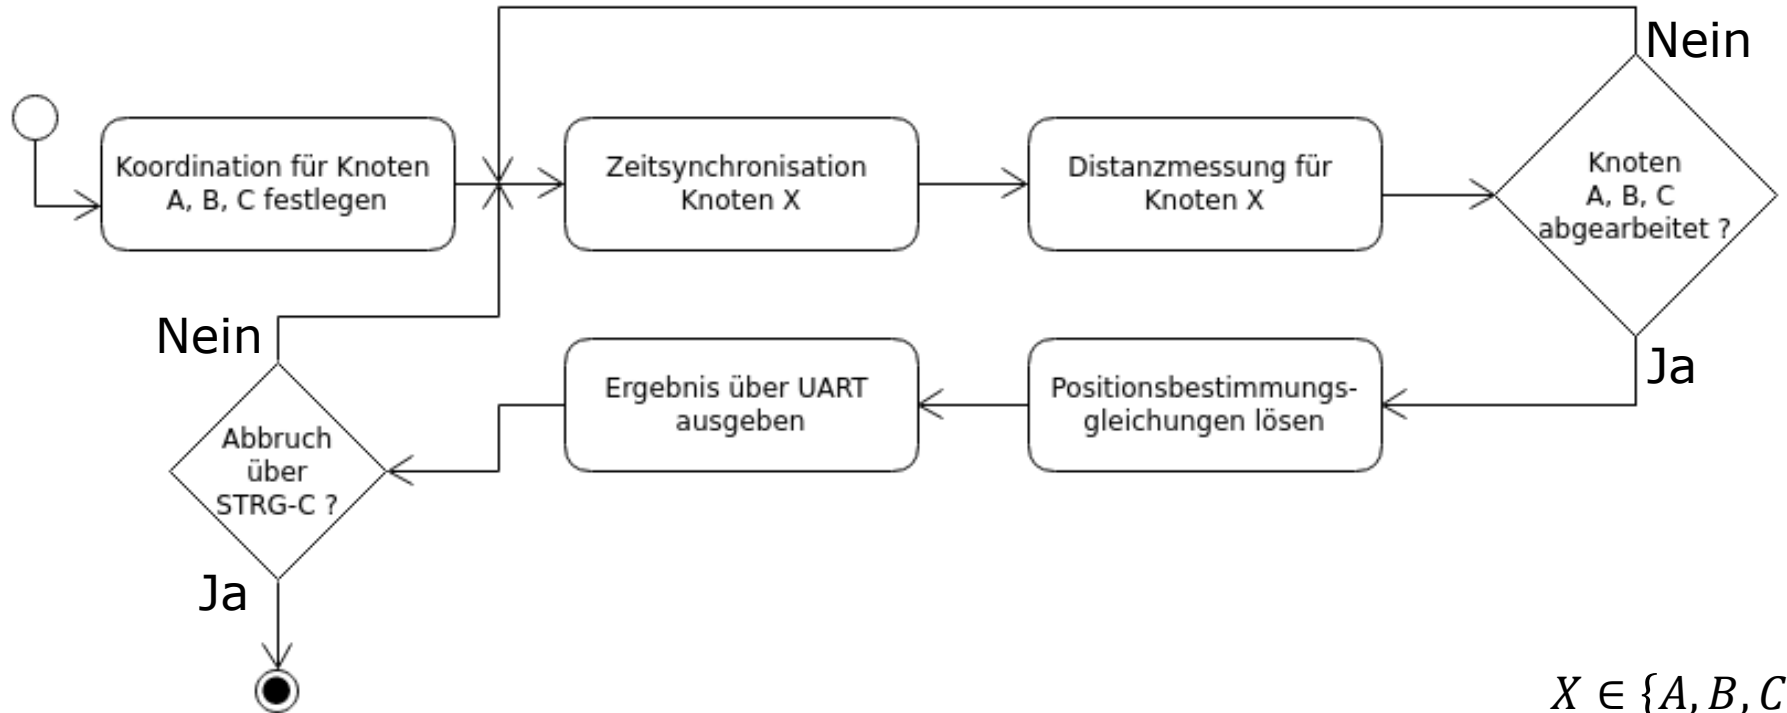 Nein
Koordination für Knoten
A, B, C festlegen
Zeitsynchronisation
Knoten X
Distanzmessung für
Knoten X
Knoten
A, B, C
abgearbeitet ?
Ja
Positionsbestimmungs-
gleichungen lösen
Ergebnis über UART
ausgeben
Nein
Abbruch
über
STRG-C ?
Ja
X ∈ {A, B, C